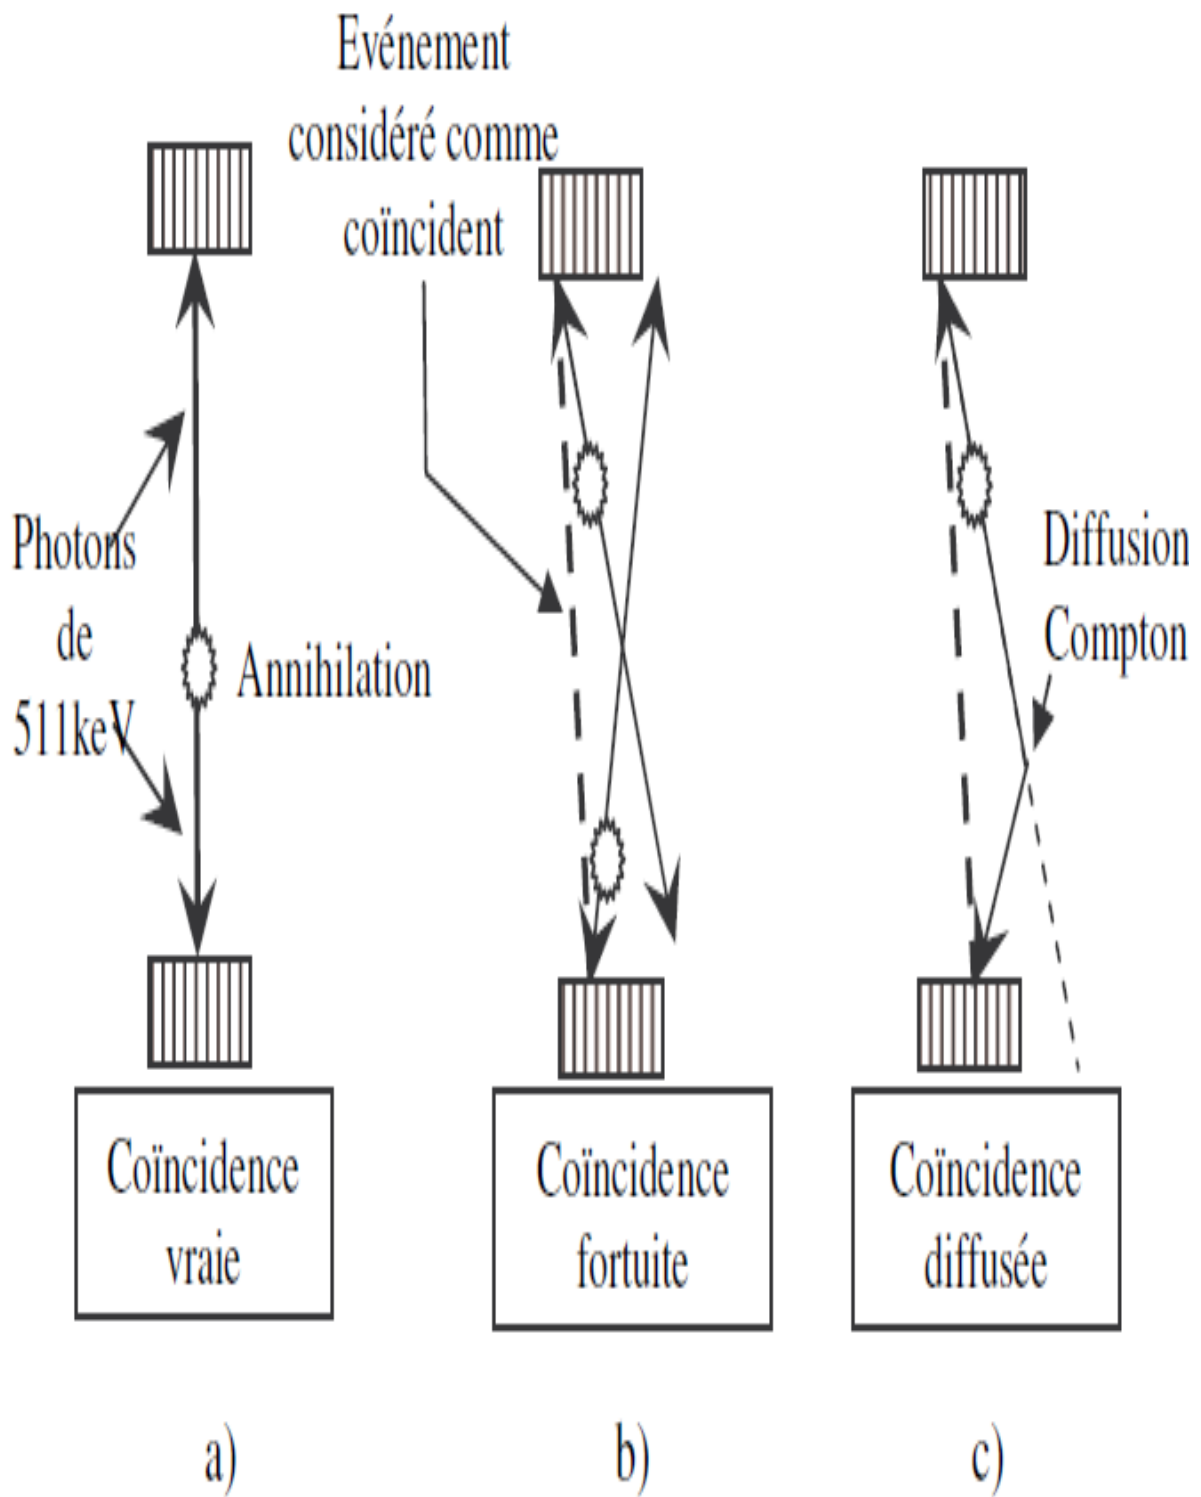 Evénement
considéré comme
coïncident
Photons
de
511keV
Annihilation
Diffusion
Compton
Coïncidence
vraie
Coïncidence
fortuite
Coïncidence
diffusée
a)
b)
c)